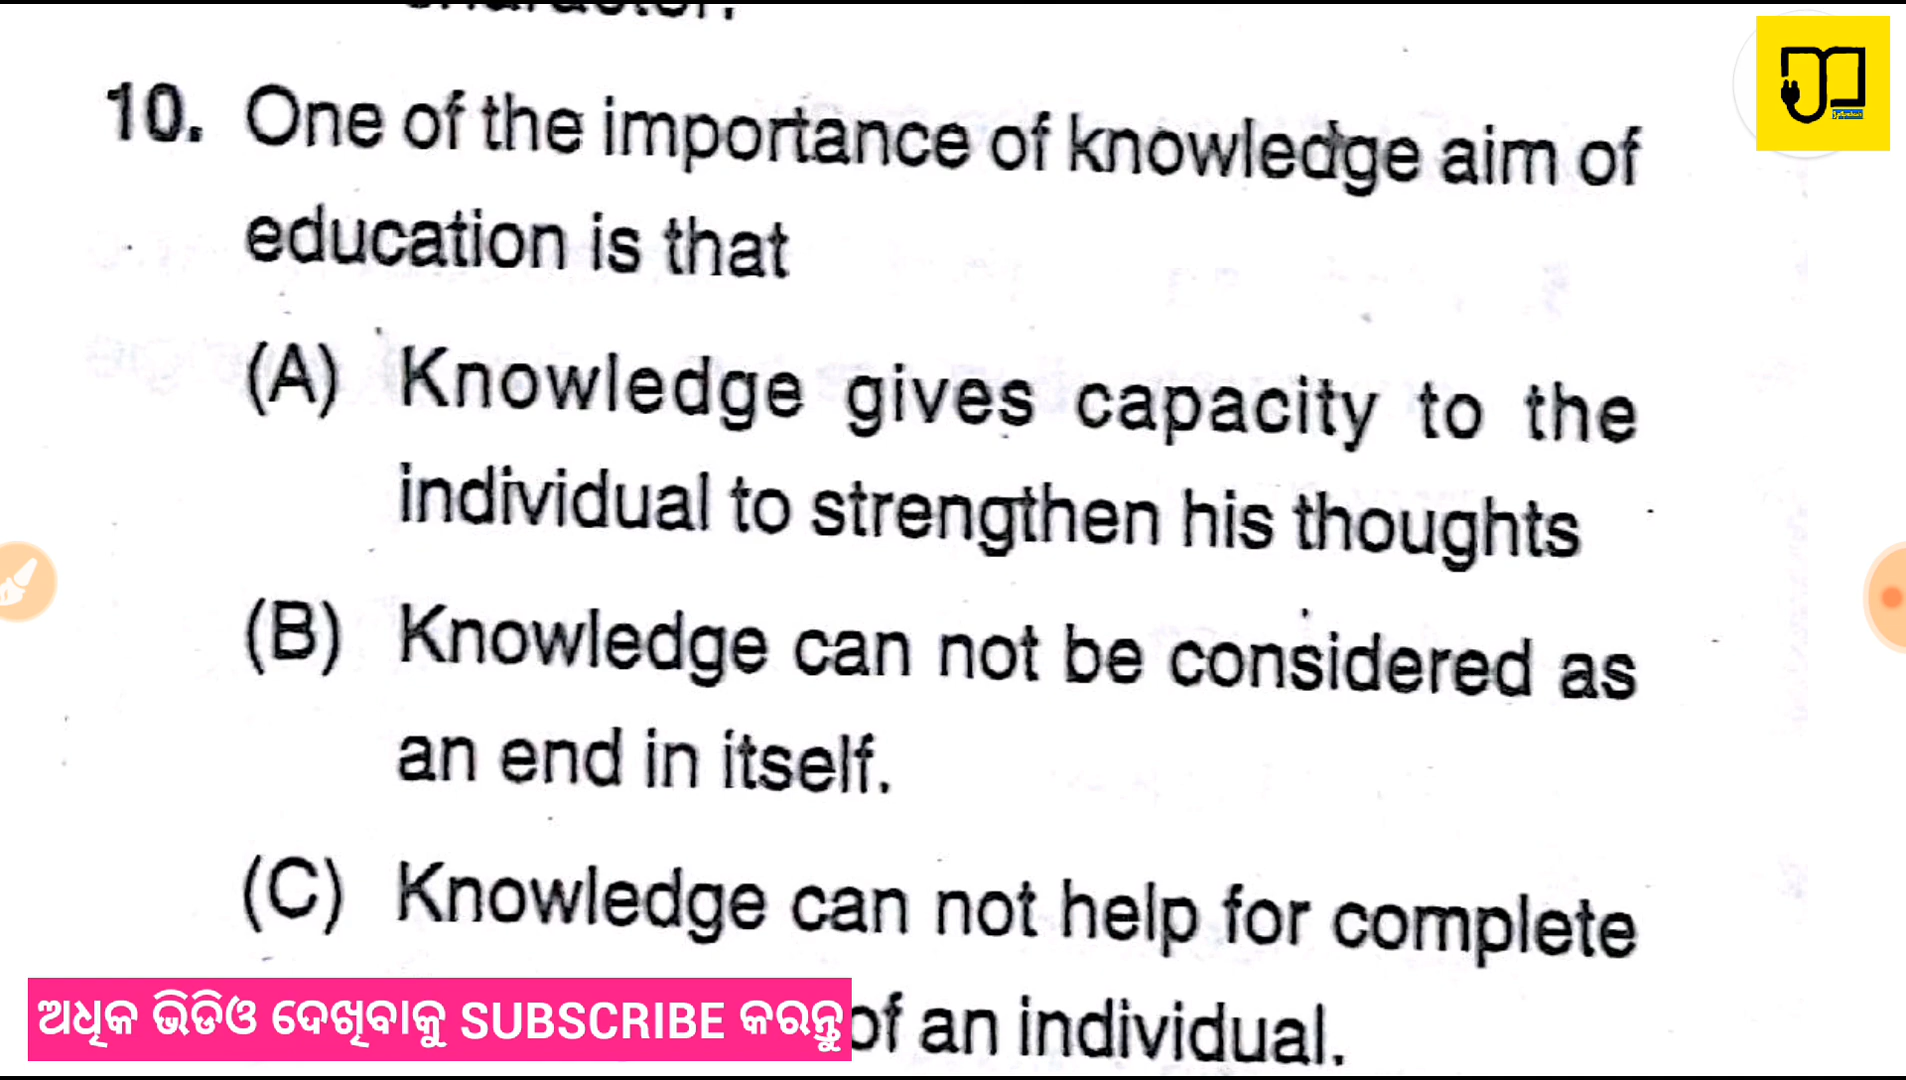 10. One of the importance of knowledge aim of
education is that
(A) Knowledge gives capacity to the
individual to strengthen his thoughts
(B) Knowledge can not be considered as
an end in itself.
(C) Knowledge can not help for complete
of an individual.
ଅଧିକ ଭିଡିଓ ଦେଖିବାକୁ SUBSCRIBE କରନ୍ତୁ